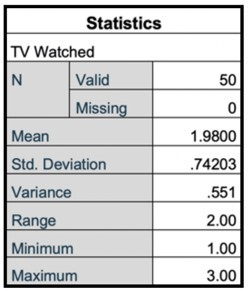 Statistics
TV Watched
N Valid 50
Missing 0
Mean 1.9800
Std. Deviation .74203
Variance .551
Range 2.00
Minimum 1.00
Maximum 3.00